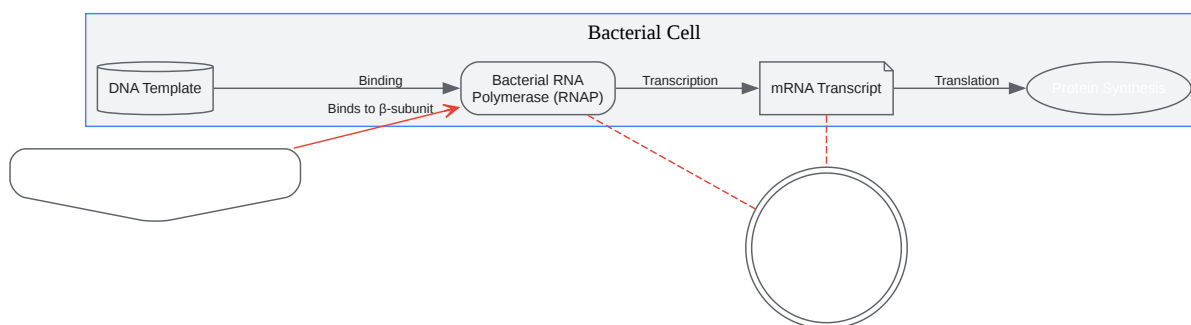 Bacterial Cell
DNA Template
Binding
Bacterial RNA
Polymerase (RNAP)
Transcription
mRNA Transcript
Translation
Protein Synthesis
Binds to β-subunit